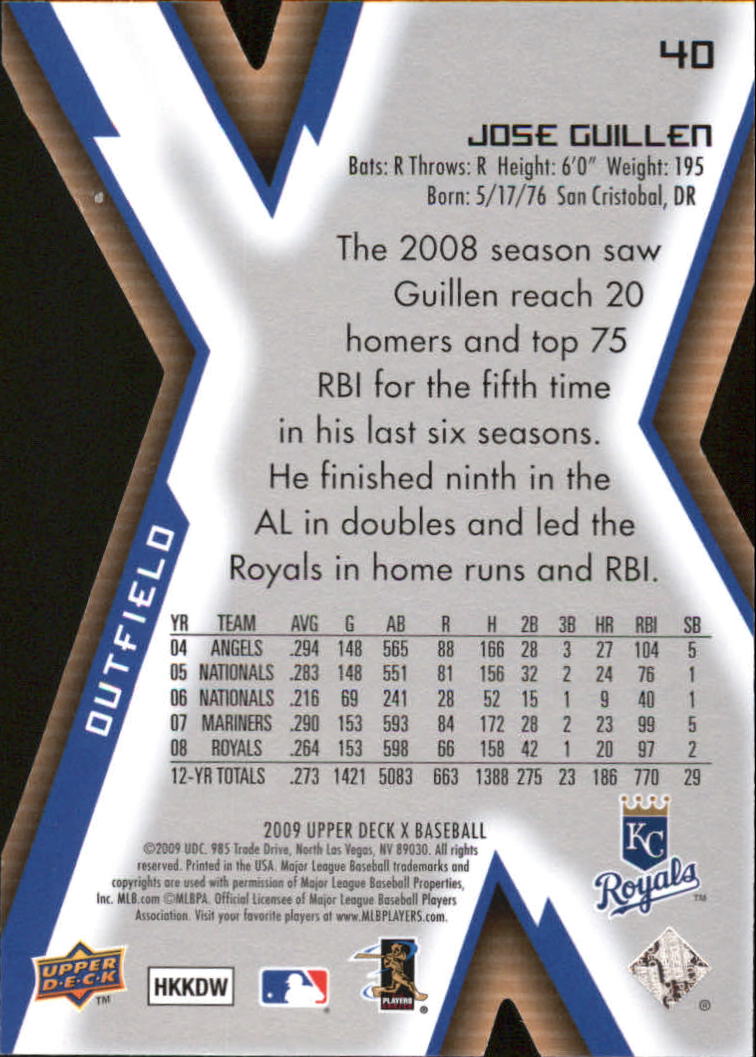 40
JOSE GUILLEN
Bats: R Throws: R Height: 6'0" Weight: 195
Born: 5/17/76 San Cristobal, DR
The 2008 season saw
Guillen reach 20
homers and top 75
RBI for the fifth time
in his last six seasons.
He finished ninth in the
AL in doubles and led the
Royals in home runs and RBI.
OUTFIELD
YR TEAM AVG G AB R H 2B 3B HR RBI SB
04 ANGELS .294 148 565 88 166 28 3 27 104 5
05 NATIONALS .283 148 551 81 156 32 2 24 76 1
06 NATIONALS .216 69 241 28 52 15 1 9 40 1
07 MARINERS .290 153 593 84 172 28 2 23 99 5
08 ROYALS .264 153 598 66 158 42 1 20 97 2
12-YR TOTALS .273 1421 5083 663 1388 275 23 186 770 29
2009 UPPER DECK X BASEBALL
©2009 UDC. 985 Trade Drive, North Las Vegas, NV 89030. All rights
reserved. Printed in the USA. Major League Baseball trademarks and
copyrights are used with permission of Major League Baseball Properties,
Inc. MLB.com ©MLBPA. Official Licensee of Major League Baseball Players
Association. Visit your favorite players at www.MLBPLAYERS.com.
KC
Royals™
UPPER
D·E·C·K
™
HKKDW
®
PLAYERS
®
®